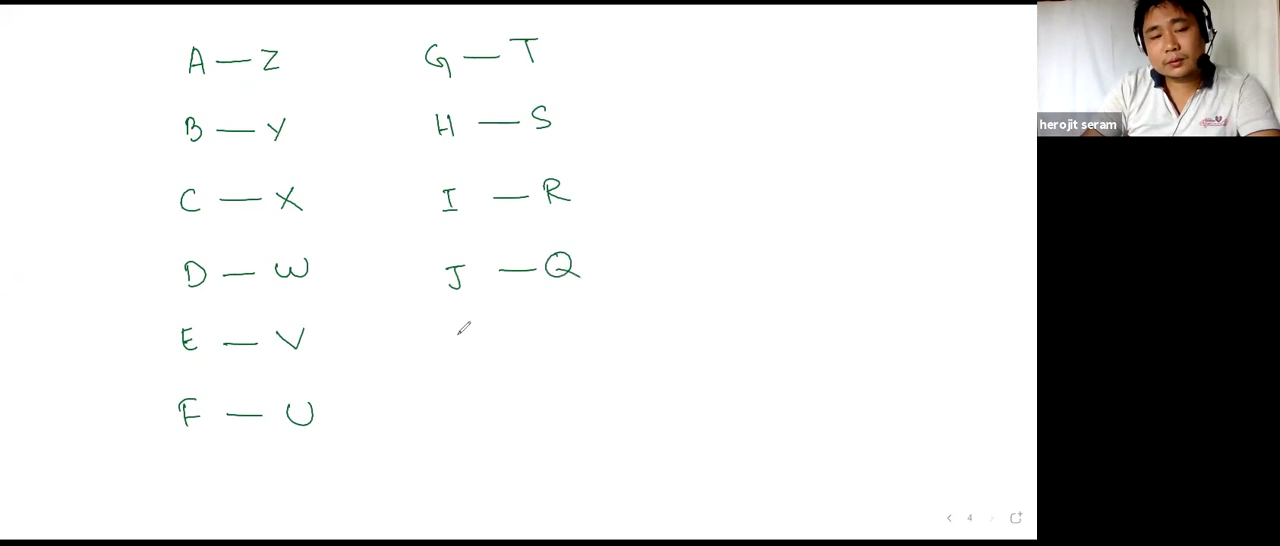 A — Z
B — Y
C — X
D — W
E — V
F — U
G — T
H — S
I — R
J — Q
herojit seram
4